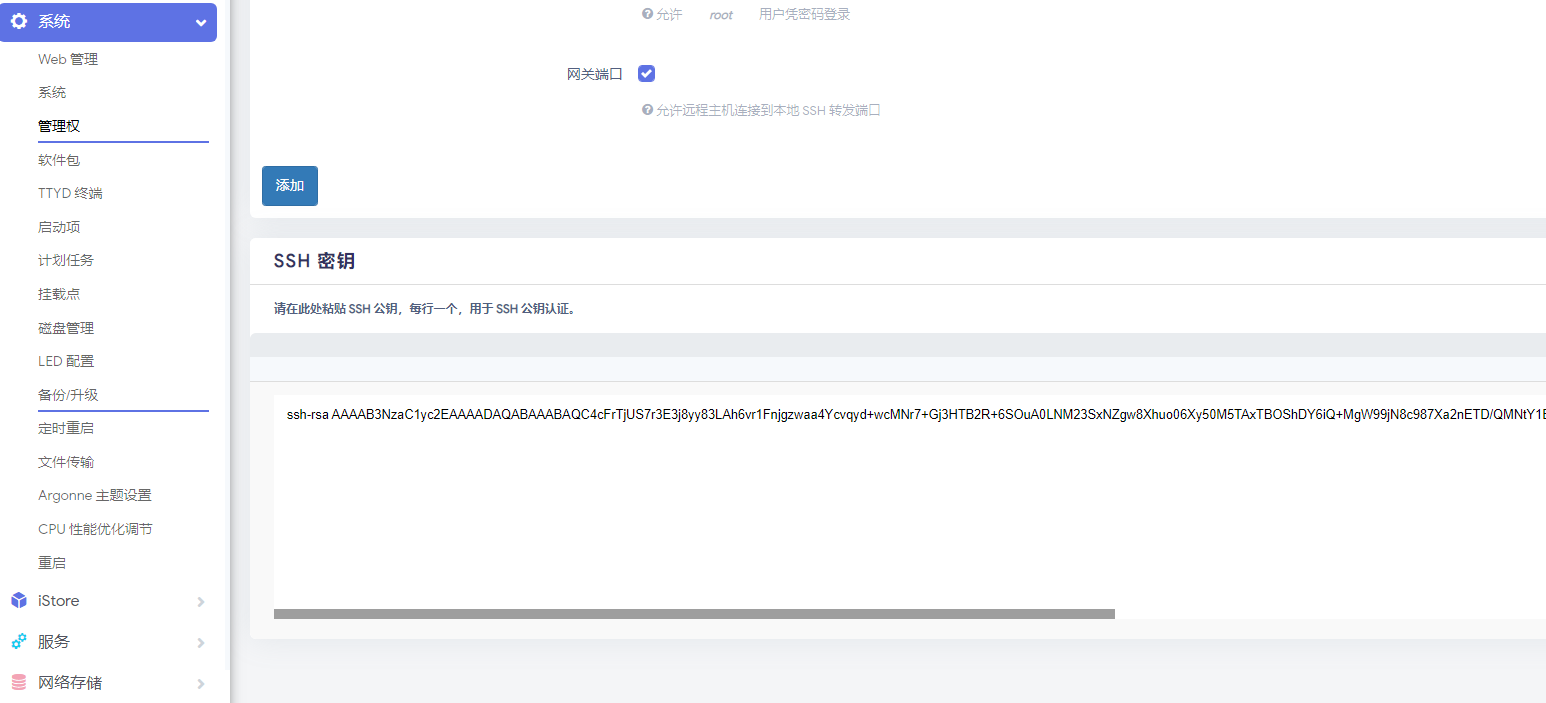 系统
Web 管理
系统
管理权
软件包
TTYD 终端
启动项
计划任务
挂载点
磁盘管理
LED 配置
备份/升级
定时重启
文件传输
Argonne 主题设置
CPU 性能优化调节
重启
iStore
服务
网络存储
允许 root 用户凭密码登录
网关端口
允许远程主机连接到本地 SSH 转发端口
添加
SSH 密钥
请在此处粘贴 SSH 公钥，每行一个，用于 SSH 公钥认证。
ssh-rsa AAAAB3NzaC1yc2EAAAADAQABAAABAQC4cFrTjUS7r3E3j8yy83LAh6vr1Fnjgzwaa4Ycvqyd+wcMNr7+Gj3HTB2R+6SOuA0LNM23SxNZgw8Xhuo06Xy50M5TAxTBOShDY6iQ+MgW99jN8c987Xa2nETD/QMNtY1E